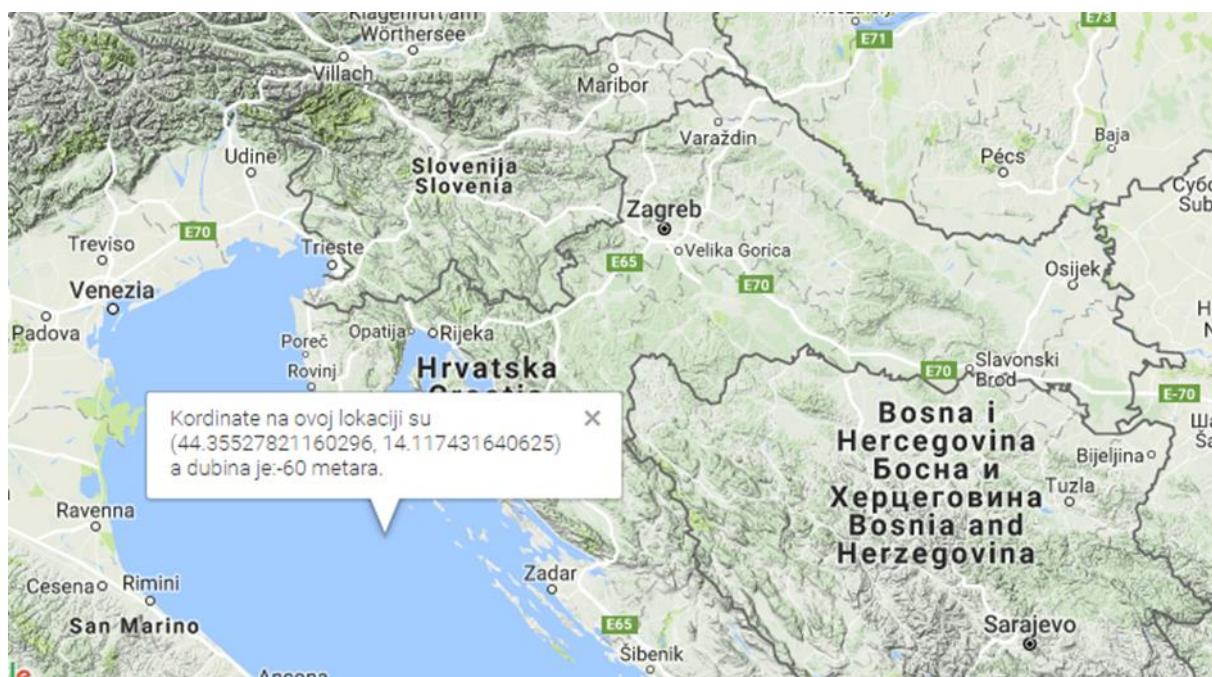 Klagenfurt am
Wörthersee
Villach
Maribor
E71
E73
Varaždin
Baja
Pécs
Udine
Slovenija
Slovenia
Zagreb
Velika Gorica
Treviso
E70
Trieste
E65
E70
Osijek
Venezia
Padova
Poreč
Opatija
Rijeka
Rovinj
Hrvatska
Croatia
E70
Slavonski
Brod
E-70
Kordinate na ovoj lokaciji su
(44.35527821160296, 14.117431640625)
a dubina je:-60 metara.
×
Bosna i
Hercegovina
Босна и
Херцеговина
Bosnia and
Herzegovina
Bijeljina
Tuzla
Ravenna
Cesena
Rimini
San Marino
Zadar
E65
Sarajevo
Šibenik
Ancona